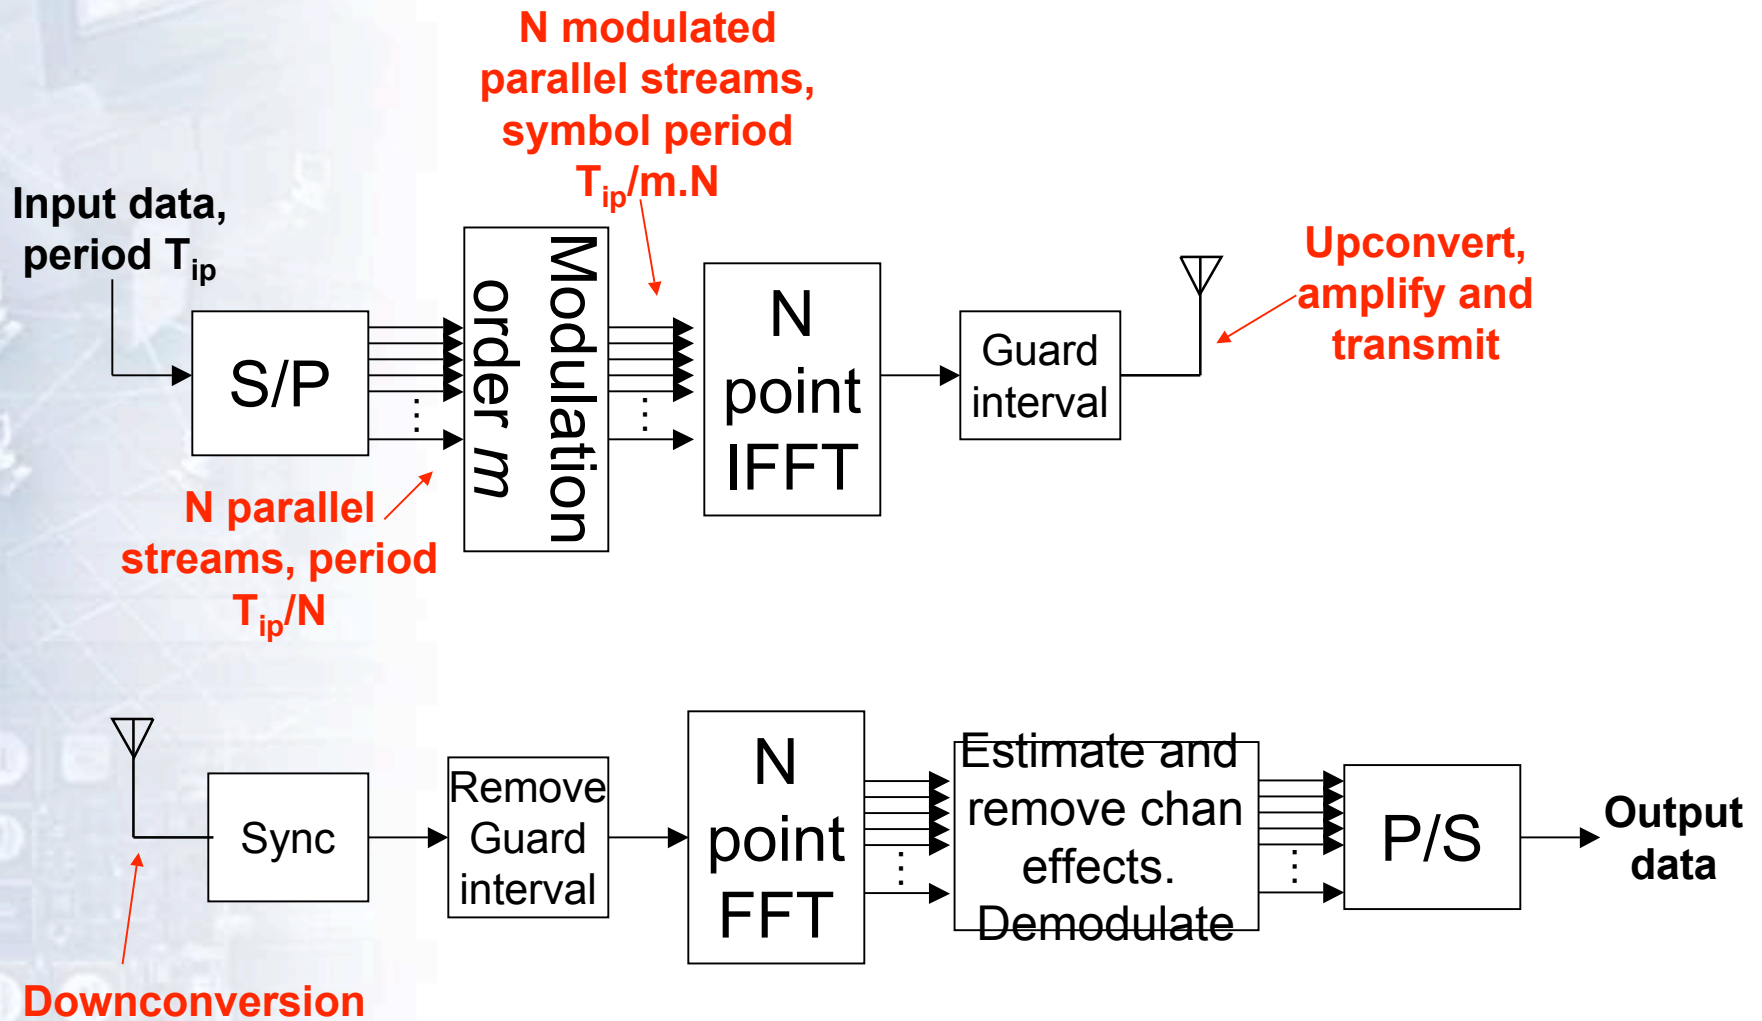 N modulated
parallel streams,
symbol period
Tip/m.N
Input data,
period Tip
S/P
Modulation
order m
N
point
IFFT
Guard
interval
Upconvert,
amplify and
transmit
N parallel
streams, period
Tip/N
Sync
Remove
Guard
interval
N
point
FFT
Estimate and
remove chan
effects.
Demodulate
P/S
Output
data
Downconversion